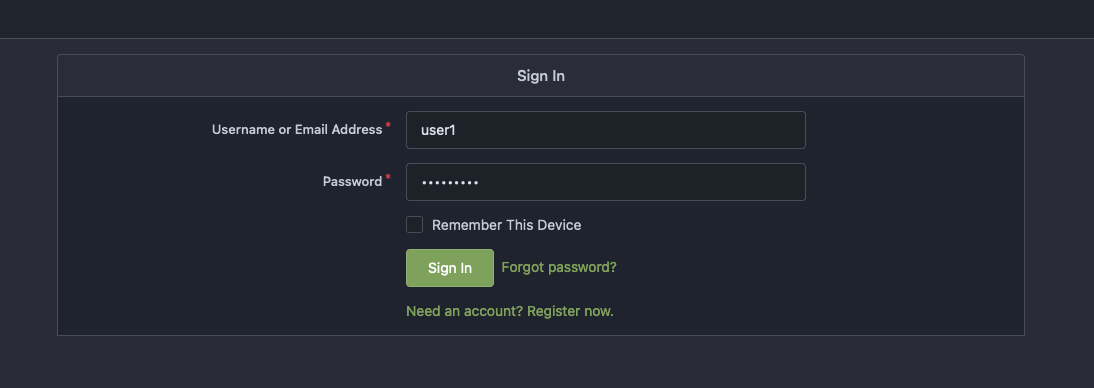 Sign In
Username or Email Address *
user1
Password *
•••••••••
Remember This Device
Sign In Forgot password?
Need an account? Register now.